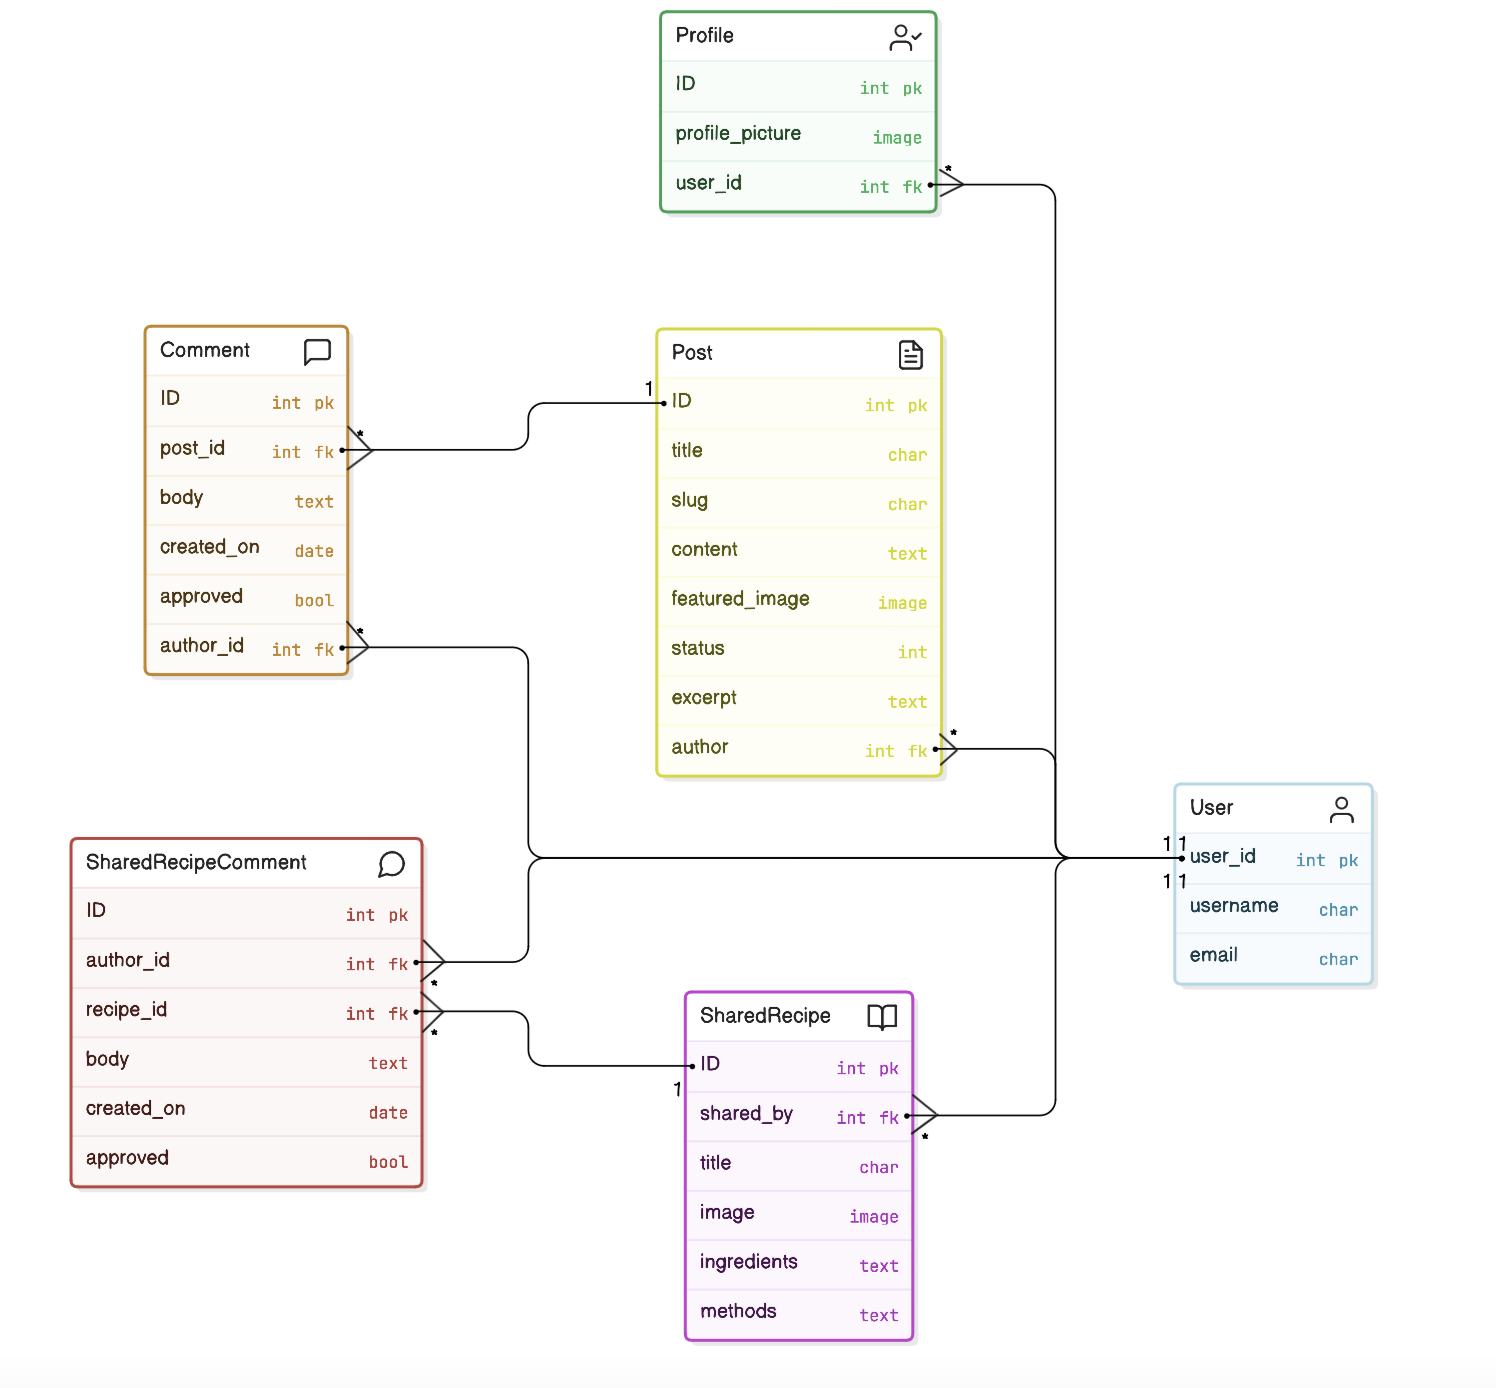 Profile
ID int pk
profile_picture image
user_id int fk
*
Comment
ID int pk
post_id int fk
*
body text
created_on date
approved bool
author_id int fk
*
Post
1
ID int pk
title char
slug char
content text
featured_image image
status int
excerpt text
author int fk
*
User
1 1
user_id int pk
1 1
username char
email char
SharedRecipeComment
ID int pk
author_id int fk
*
recipe_id int fk
*
body text
created_on date
approved bool
SharedRecipe
ID int pk
1
shared_by int fk
*
title char
image image
ingredients text
methods text